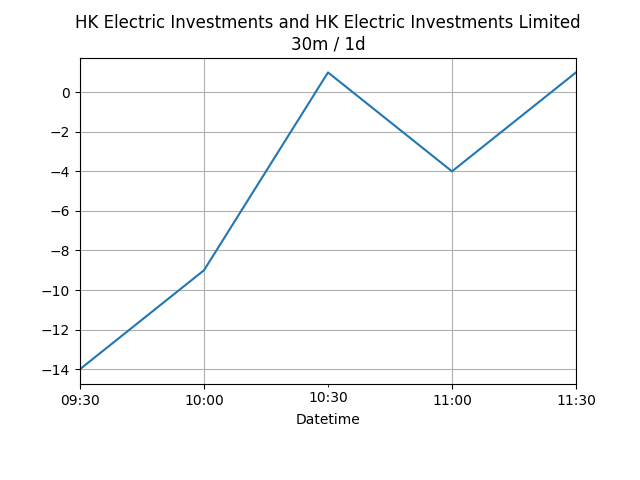 HK Electric Investments and HK Electric Investments Limited
30m / 1d
0
−2
−4
−6
−8
−10
−12
−14
09:30 10:00 10:30 11:00 11:30
Datetime